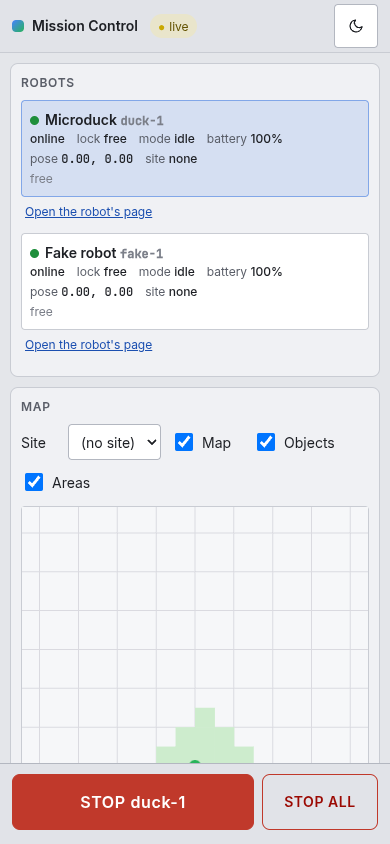 Mission Control
live
ROBOTS
Microduck duck-1
online lock free mode idle battery 100%
pose 0.00, 0.00 site none
free
Open the robot's page
Fake robot fake-1
online lock free mode idle battery 100%
pose 0.00, 0.00 site none
free
Open the robot's page
MAP
Site (no site) Map Objects
Areas
STOP duck-1 STOP ALL